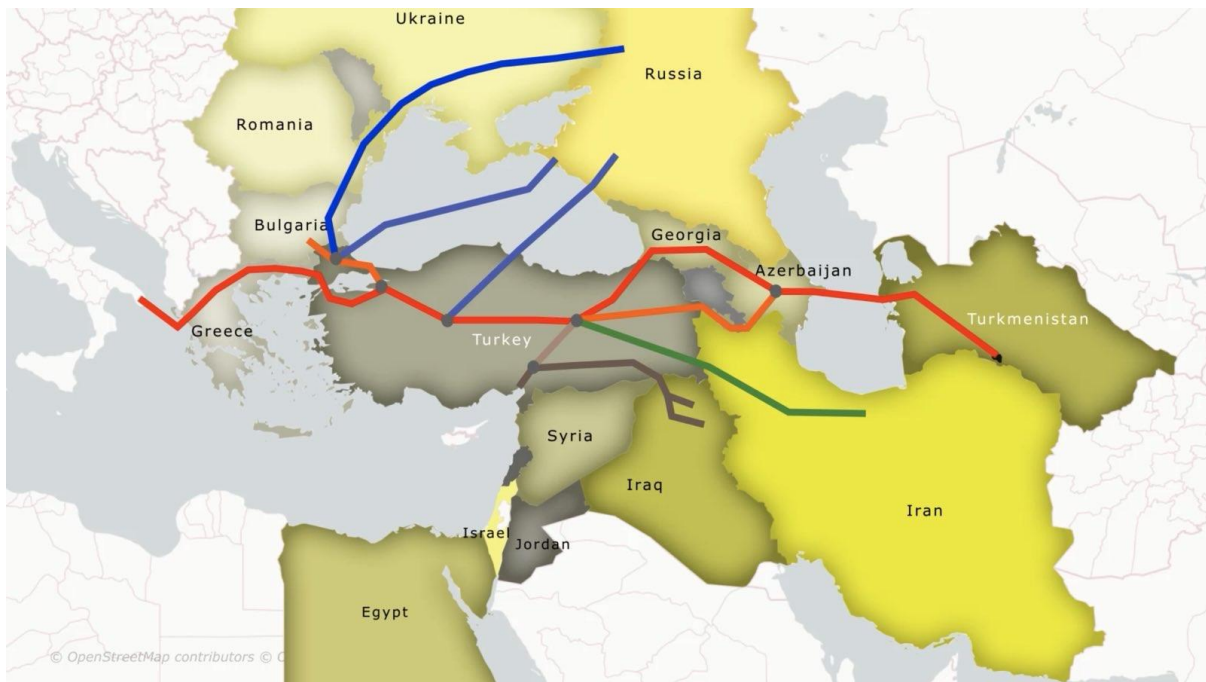 Ukraine
Russia
Romania
Bulgaria
Georgia
Azerbaijan
Turkmenistan
Greece
Turkey
Syria
Iraq
Iran
Israel
Jordan
Egypt
© OpenStreetMap contributors ©